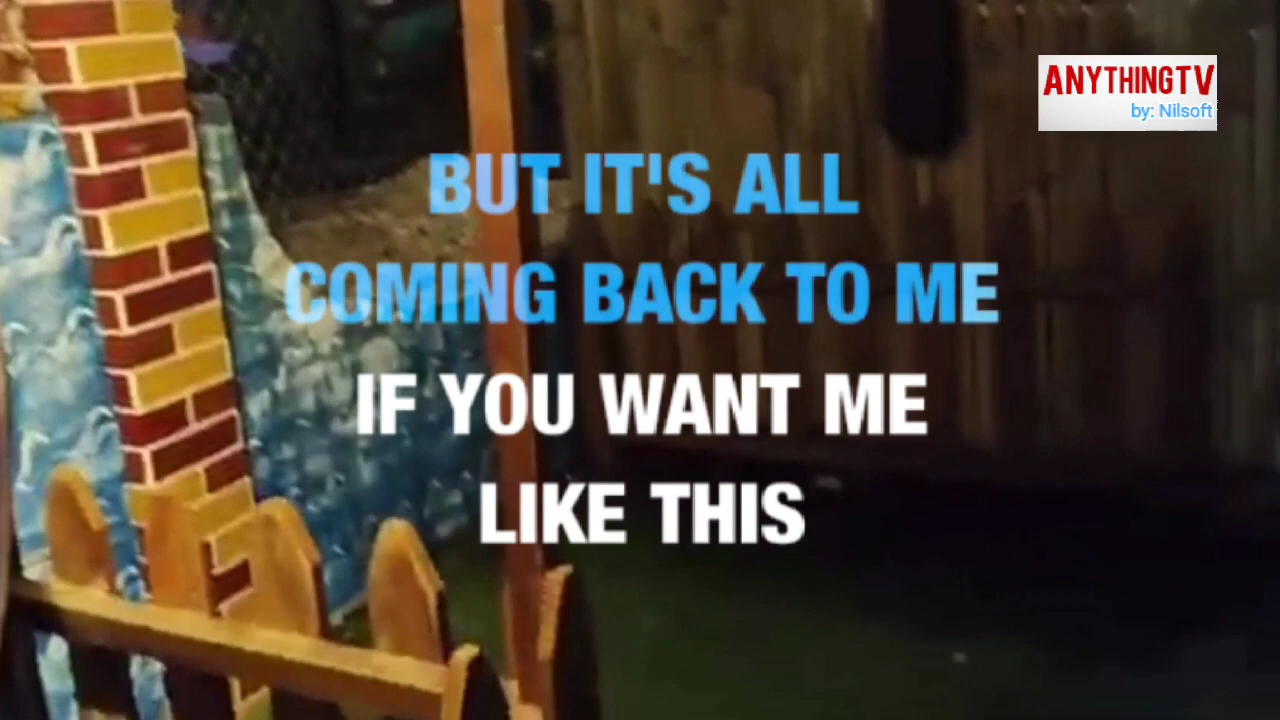 ANYTHINGTV
by: Nilsoft
BUT IT'S ALL
COMING BACK TO ME
IF YOU WANT ME
LIKE THIS